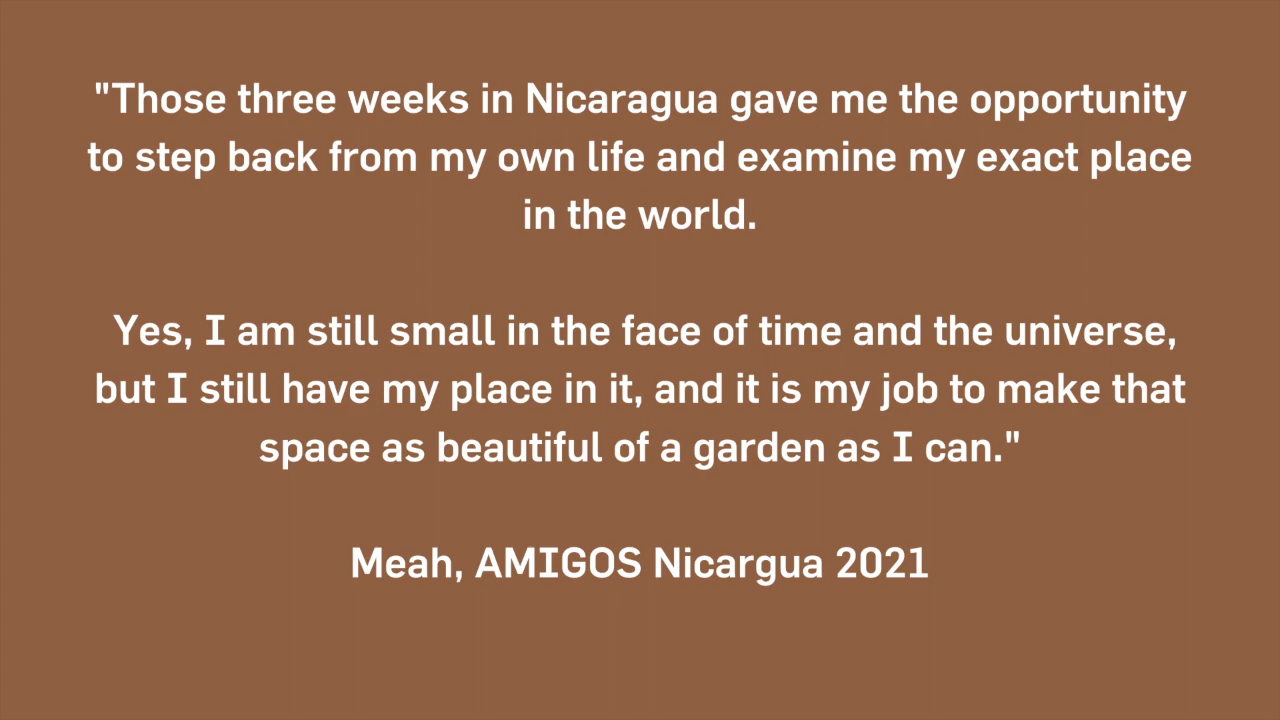 "Those three weeks in Nicaragua gave me the opportunity
to step back from my own life and examine my exact place
in the world.
Yes, I am still small in the face of time and the universe,
but I still have my place in it, and it is my job to make that
space as beautiful of a garden as I can."
Meah, AMIGOS Nicargua 2021